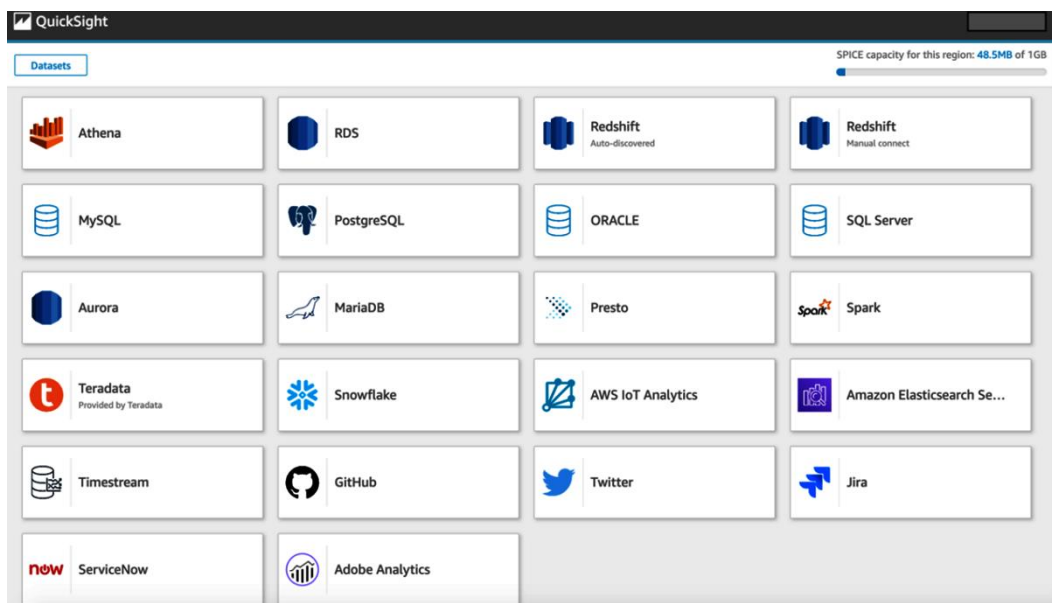 QuickSight
Datasets
SPICE capacity for this region: 48.5MB of 1GB
Athena
RDS
Redshift
Auto-discovered
Redshift
Manual connect
MySQL
PostgreSQL
ORACLE
SQL Server
Aurora
MariaDB
Presto
Spark
Spark
Teradata
Provided by Teradata
Snowflake
AWS IoT Analytics
Amazon Elasticsearch Se...
Timestream
GitHub
Twitter
Jira
now
ServiceNow
Adobe Analytics